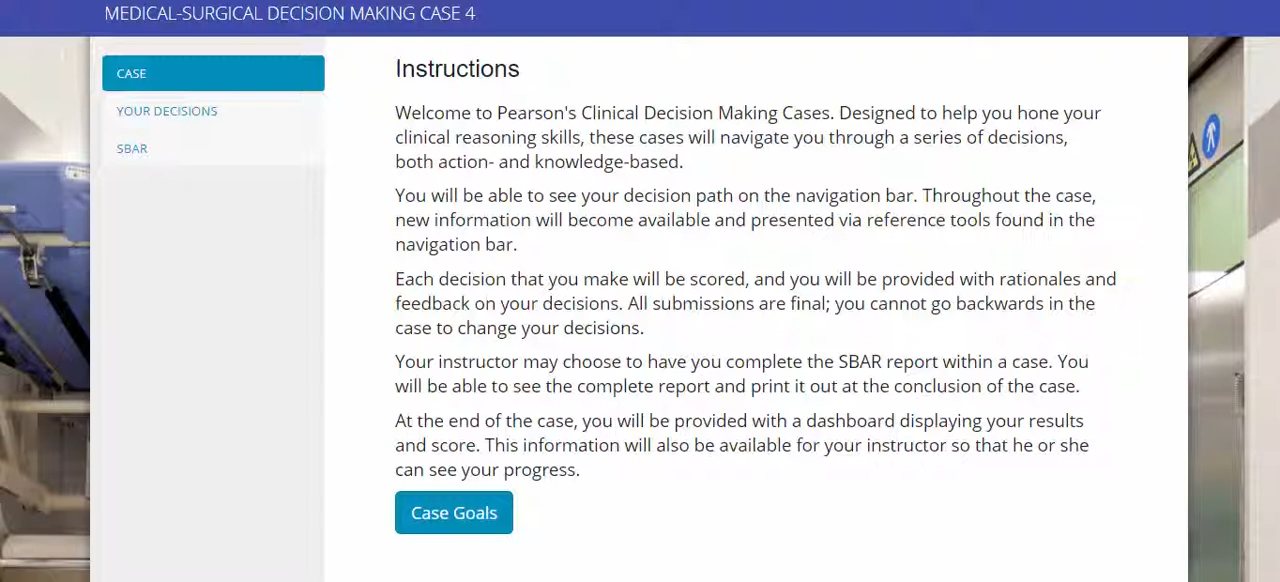 MEDICAL-SURGICAL DECISION MAKING CASE 4
CASE
YOUR DECISIONS
SBAR
Instructions
Welcome to Pearson's Clinical Decision Making Cases. Designed to help you hone your
clinical reasoning skills, these cases will navigate you through a series of decisions,
both action- and knowledge-based.
You will be able to see your decision path on the navigation bar. Throughout the case,
new information will become available and presented via reference tools found in the
navigation bar.
Each decision that you make will be scored, and you will be provided with rationales and
feedback on your decisions. All submissions are final; you cannot go backwards in the
case to change your decisions.
Your instructor may choose to have you complete the SBAR report within a case. You
will be able to see the complete report and print it out at the conclusion of the case.
At the end of the case, you will be provided with a dashboard displaying your results
and score. This information will also be available for your instructor so that he or she
can see your progress.
Case Goals